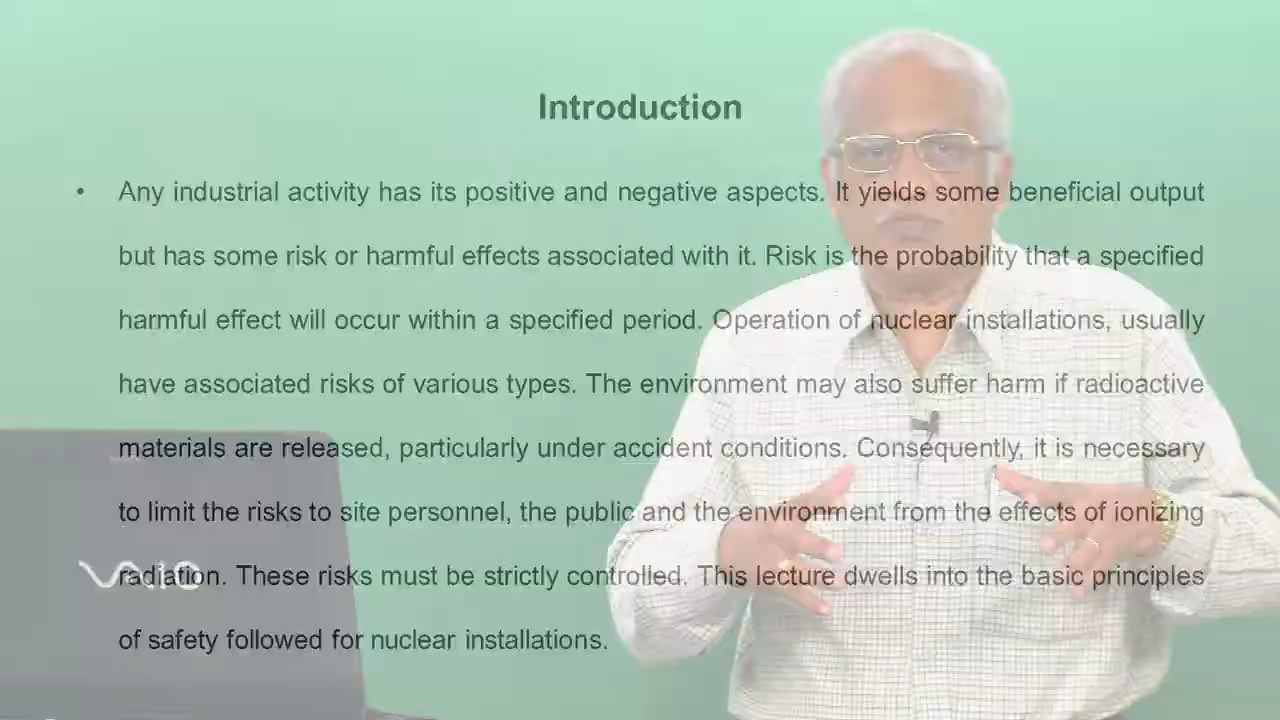 Introduction
• Any industrial activity has its positive and negative aspects. It yields some beneficial output
but has some risk or harmful effects associated with it. Risk is the probability that a specified
harmful effect will occur within a specified period. Operation of nuclear installations, usually
have associated risks of various types. The environment may also suffer harm if radioactive
materials are released, particularly under accident conditions. Consequently, it is necessary
to limit the risks to site personnel, the public and the environment from the effects of ionizing
radiation. These risks must be strictly controlled. This lecture dwells into the basic principles
of safety followed for nuclear installations.
VAIO